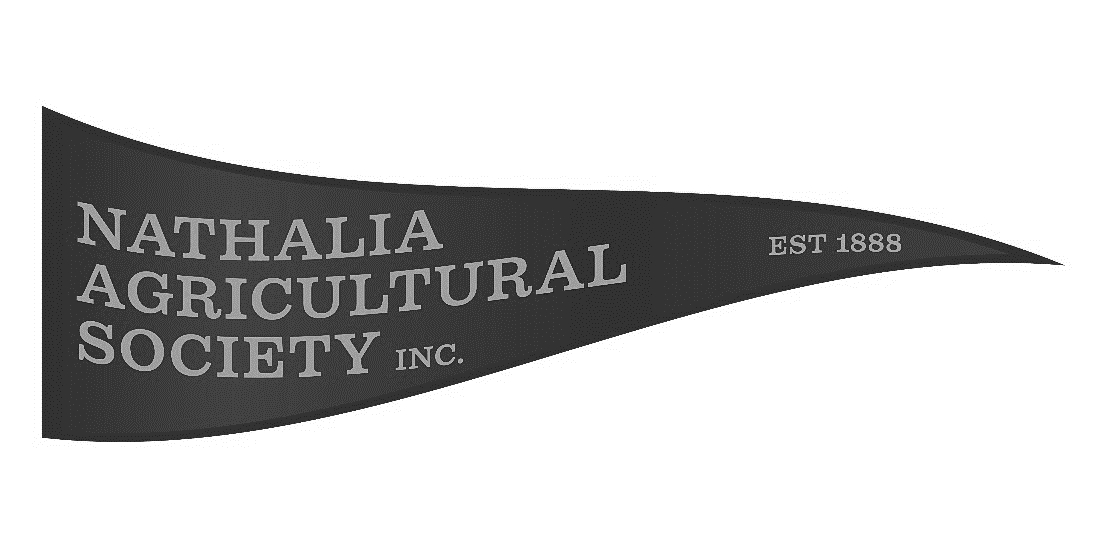 NATHALIA
AGRICULTURAL
SOCIETY INC.
EST 1888